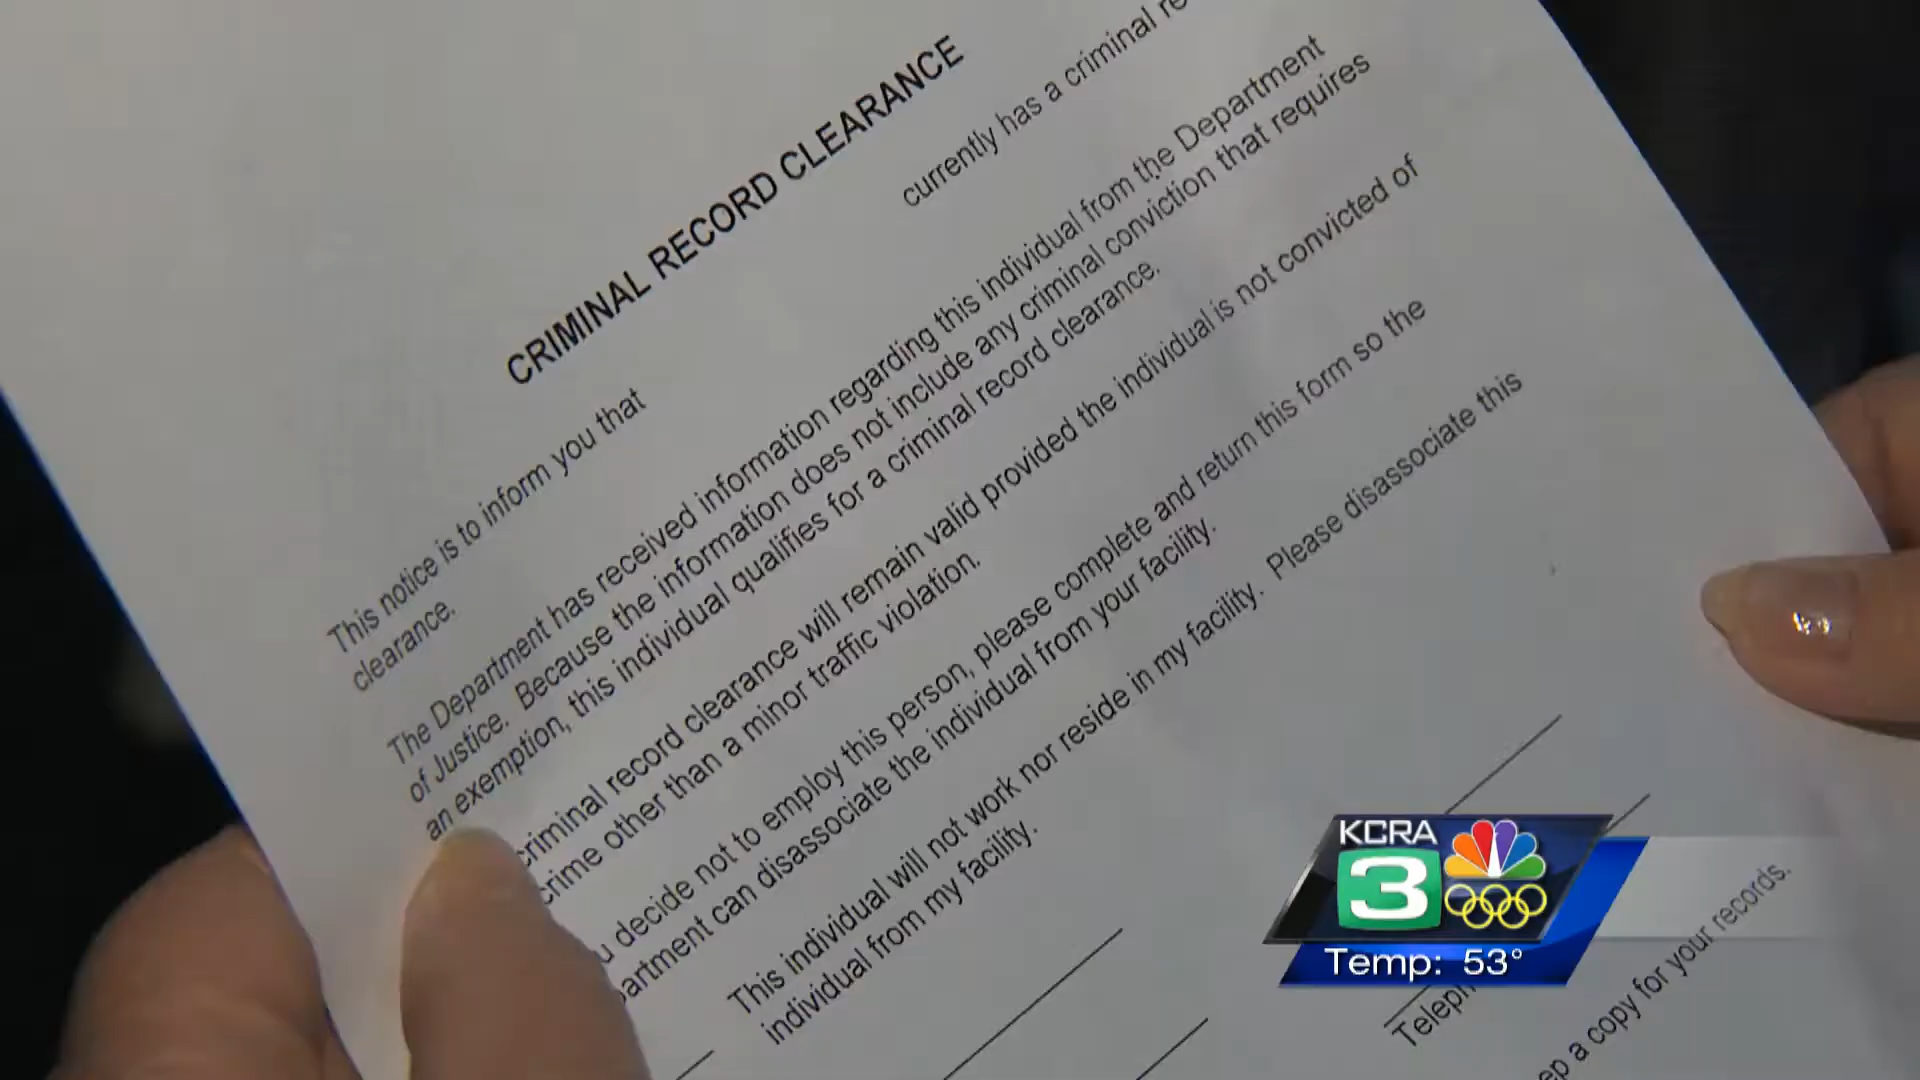 CRIMINAL RECORD CLEARANCE
This notice is to inform you that currently has a criminal
clearance.
The Department has received information regarding this individual from the Department
of Justice. Because the information does not include any criminal conviction that requires
an exemption, this individual qualifies for a criminal record clearance.
criminal record clearance will remain valid provided the individual is not convicted of
crime other than a minor traffic violation.
decide not to employ this person, please complete and return this form so the
can disassociate the individual from your facility.
This individual will not work nor reside in my facility. Please disassociate this
individual from my facility.
a copy for your records.
KCRA
3
Temp: 53°